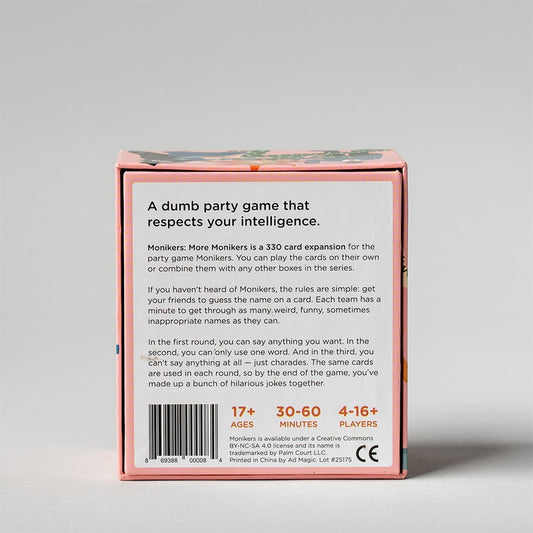 A dumb party game that
respects your intelligence.
Monikers: More Monikers is a 330 card expansion for the
party game Monikers. You can play the cards on their own
or combine them with any other boxes in the series.
If you haven't heard of Monikers, the rules are simple: get
your friends to guess the name on a card. Each team has a
minute to get through as many weird, funny, sometimes
inappropriate names as they can.
In the first round, you can say anything you want. In the
second, you can only use one word. And in the third, you
can't say anything at all — just charades. The same cards
are used in each round, so by the end of the game, you've
made up a bunch of hilarious jokes together.
17+ 30-60 4-16+
AGES MINUTES PLAYERS
Monikers is available under a Creative Commons
BY-NC-SA 4.0 license and its name is
trademarked by Palm Court LLC.
Printed in China by Ad Magic. Lot #25175
CE
8 69388 00008 4